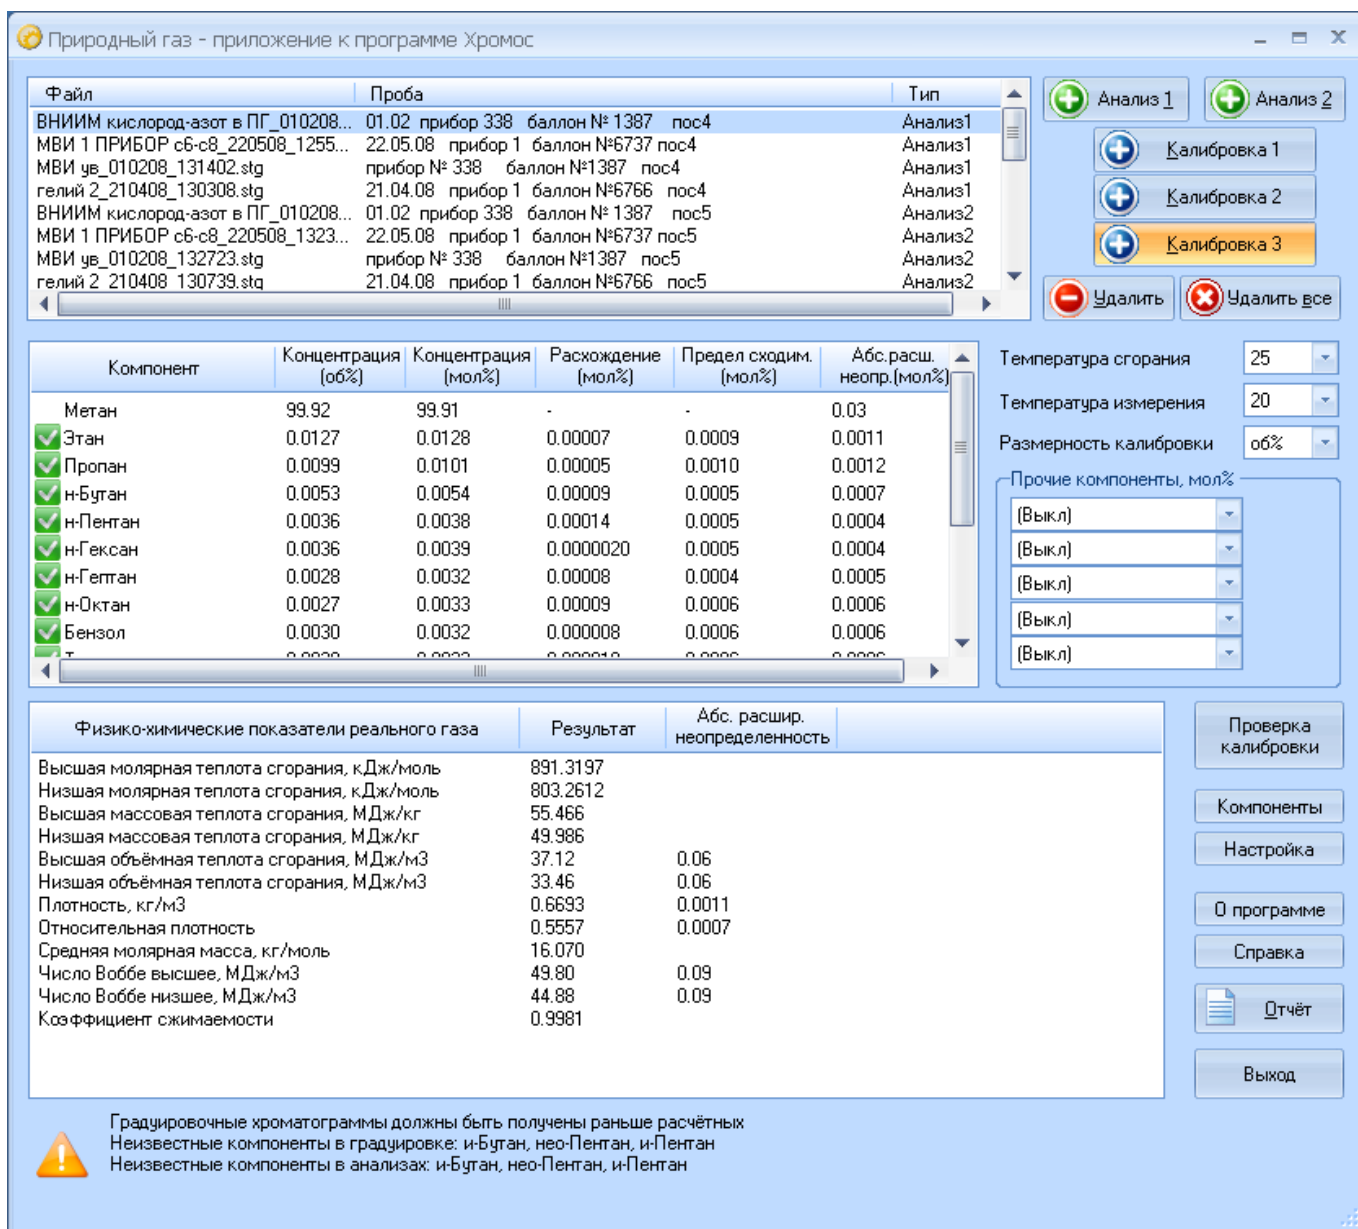 Природный газ - приложение к программе Хромос
Файл Проба Тип
ВНИИМ кислород-азот в ПГ_010208... 01.02 прибор 338 баллон № 1387 пос4 Анализ1
МВИ 1 ПРИБОР с6-с8_220508_1255... 22.05.08 прибор 1 баллон №6737 пос4 Анализ1
МВИ ув_010208_131402.stg прибор № 338 баллон №1387 пос4 Анализ1
гелий 2_210408_130308.stg 21.04.08 прибор 1 баллон №6766 пос4 Анализ1
ВНИИМ кислород-азот в ПГ_010208... 01.02 прибор 338 баллон № 1387 пос5 Анализ2
МВИ 1 ПРИБОР с6-с8_220508_1323... 22.05.08 прибор 1 баллон №6737 пос5 Анализ2
МВИ ув_010208_132723.stg прибор № 338 баллон №1387 пос5 Анализ2
гелий 2_210408_130739.stg 21.04.08 прибор 1 баллон №6766 пос5 Анализ2
Анализ 1 Анализ 2
Калибровка 1
Калибровка 2
Калибровка 3
Удалить Удалить все
Компонент Концентрация (об%) Концентрация (мол%) Расхождение (мол%) Предел сходим. (мол%) Абс.расш. неопр.(мол%)
Метан 99.92 99.91 - - 0.03
Этан 0.0127 0.0128 0.00007 0.0009 0.0011
Пропан 0.0099 0.0101 0.00005 0.0010 0.0012
н-Бутан 0.0053 0.0054 0.00009 0.0005 0.0007
н-Пентан 0.0036 0.0038 0.00014 0.0005 0.0004
н-Гексан 0.0036 0.0039 0.0000020 0.0005 0.0004
н-Гептан 0.0028 0.0032 0.00008 0.0004 0.0005
н-Октан 0.0027 0.0033 0.00009 0.0006 0.0006
Бензол 0.0030 0.0032 0.000008 0.0006 0.0006
Температура сгорания 25
Температура измерения 20
Размерность калибровки об%
Прочие компоненты, мол%
(Выкл)
(Выкл)
(Выкл)
(Выкл)
(Выкл)
Физико-химические показатели реального газа Результат Абс. расшир. неопределенность
Высшая молярная теплота сгорания, кДж/моль 891.3197
Низшая молярная теплота сгорания, кДж/моль 803.2612
Высшая массовая теплота сгорания, МДж/кг 55.466
Низшая массовая теплота сгорания, МДж/кг 49.986
Высшая объёмная теплота сгорания, МДж/м3 37.12 0.06
Низшая объёмная теплота сгорания, МДж/м3 33.46 0.06
Плотность, кг/м3 0.6693 0.0011
Относительная плотность 0.5557 0.0007
Средняя молярная масса, кг/моль 16.070
Число Воббе высшее, МДж/м3 49.80 0.09
Число Воббе низшее, МДж/м3 44.88 0.09
Коэффициент сжимаемости 0.9981
Проверка калибровки
Компоненты
Настройка
О программе
Справка
Отчёт
Выход
Градуировочные хроматограммы должны быть получены раньше расчётных
Неизвестные компоненты в градуировке: и-Бутан, нео-Пентан, и-Пентан
Неизвестные компоненты в анализах: и-Бутан, нео-Пентан, и-Пентан